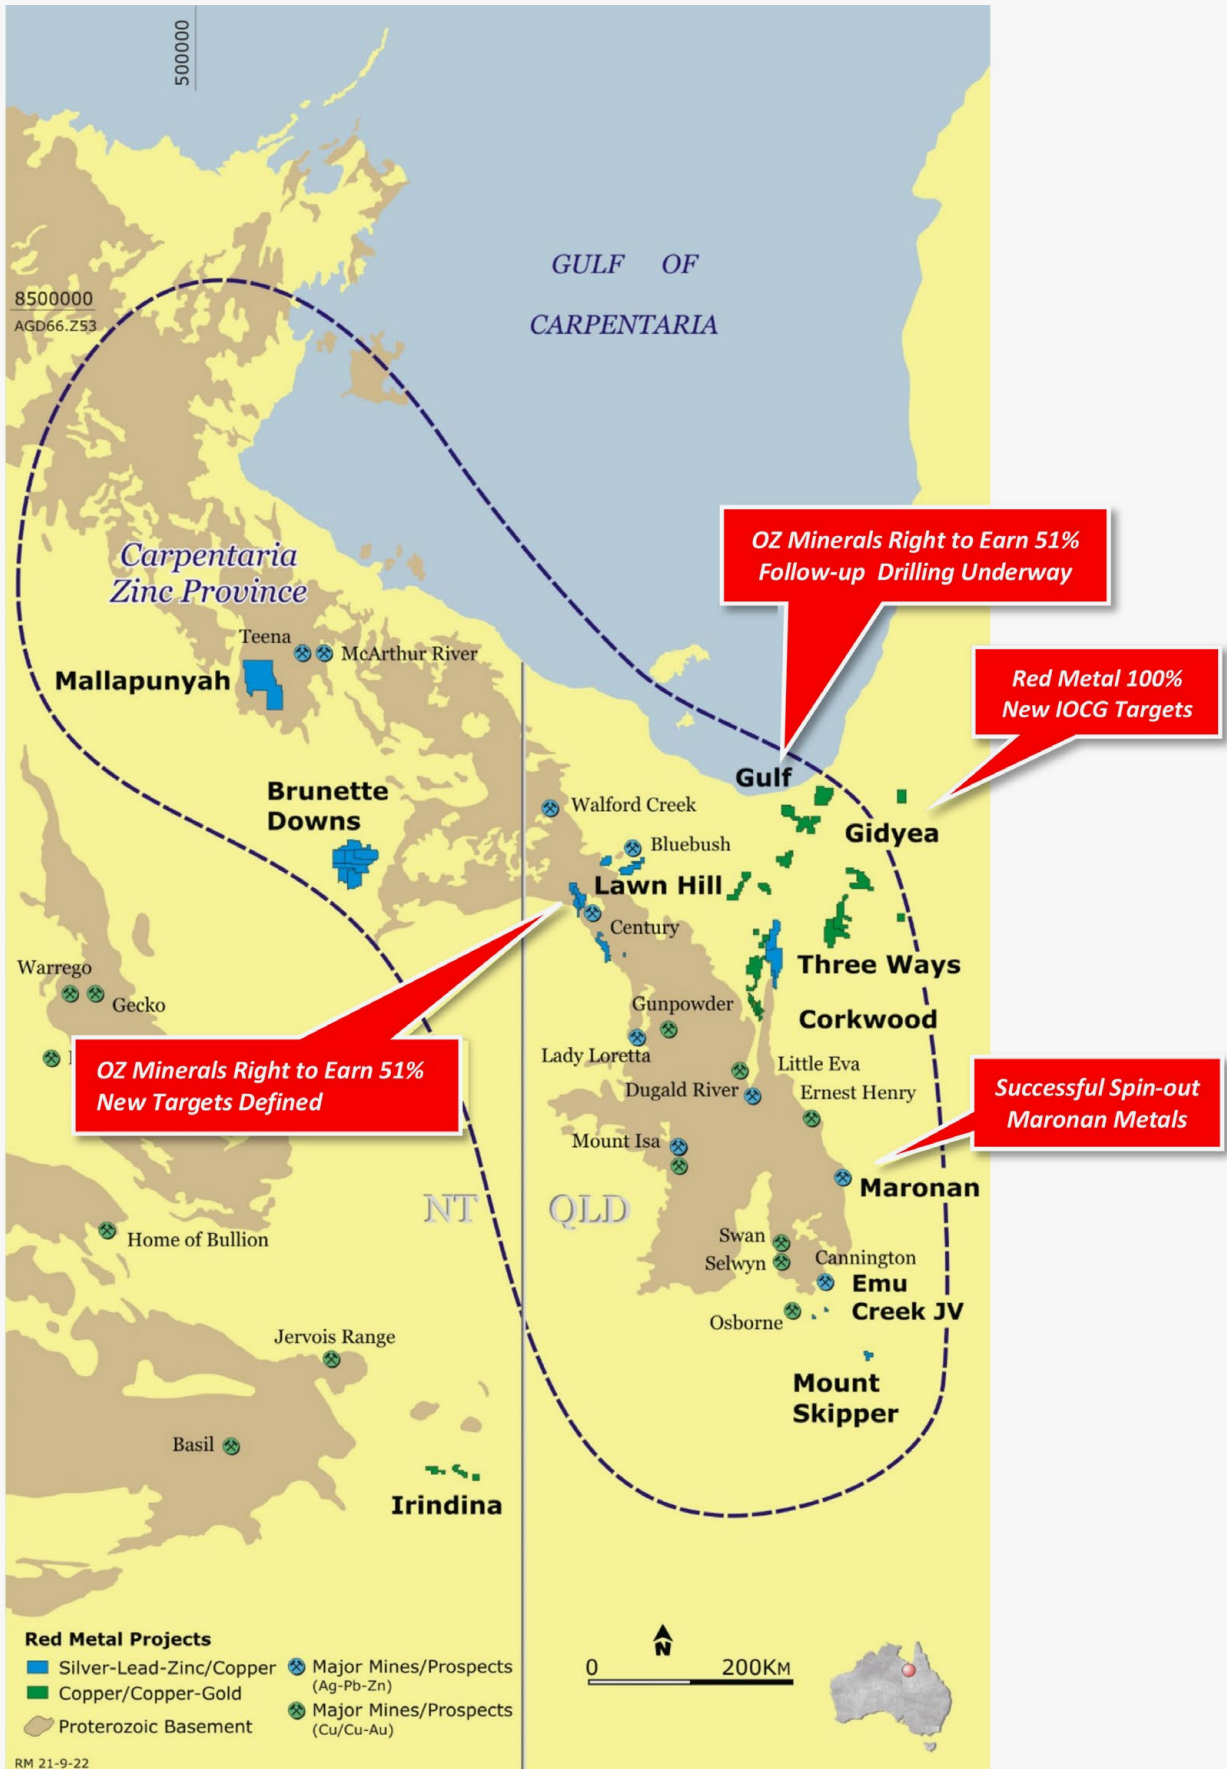 500000
GULF OF
CARPENTARIA
8500000
AGD66.Z53
OZ Minerals Right to Earn 51%
Follow-up Drilling Underway
Carpentaria
Zinc Province
Teena
McArthur River
Mallapunyah
Red Metal 100%
New IOCG Targets
Gulf
Brunette
Downs
Walford Creek
Gidyea
Bluebush
Lawn Hill
Century
Three Ways
Warrego
Gecko
Gunpowder
Corkwood
Lady Loretta
Little Eva
OZ Minerals Right to Earn 51%
New Targets Defined
Dugald River
Ernest Henry
Successful Spin-out
Maronan Metals
Mount Isa
Maronan
NT
QLD
Home of Bullion
Swan
Selwyn
Cannington
Emu
Creek JV
Osborne
Jervois Range
Mount
Skipper
Basil
Irindina
Red Metal Projects
Silver-Lead-Zinc/Copper
Copper/Copper-Gold
Proterozoic Basement
Major Mines/Prospects
(Ag-Pb-Zn)
Major Mines/Prospects
(Cu/Cu-Au)
N
0 200KM
RM 21-9-22